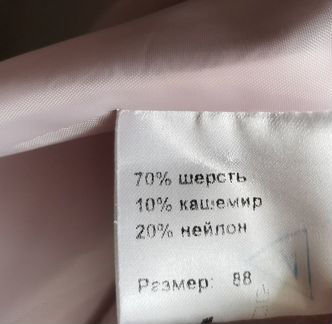 70% шерсть
10% кашемир
20% нейлон
Размер: 88